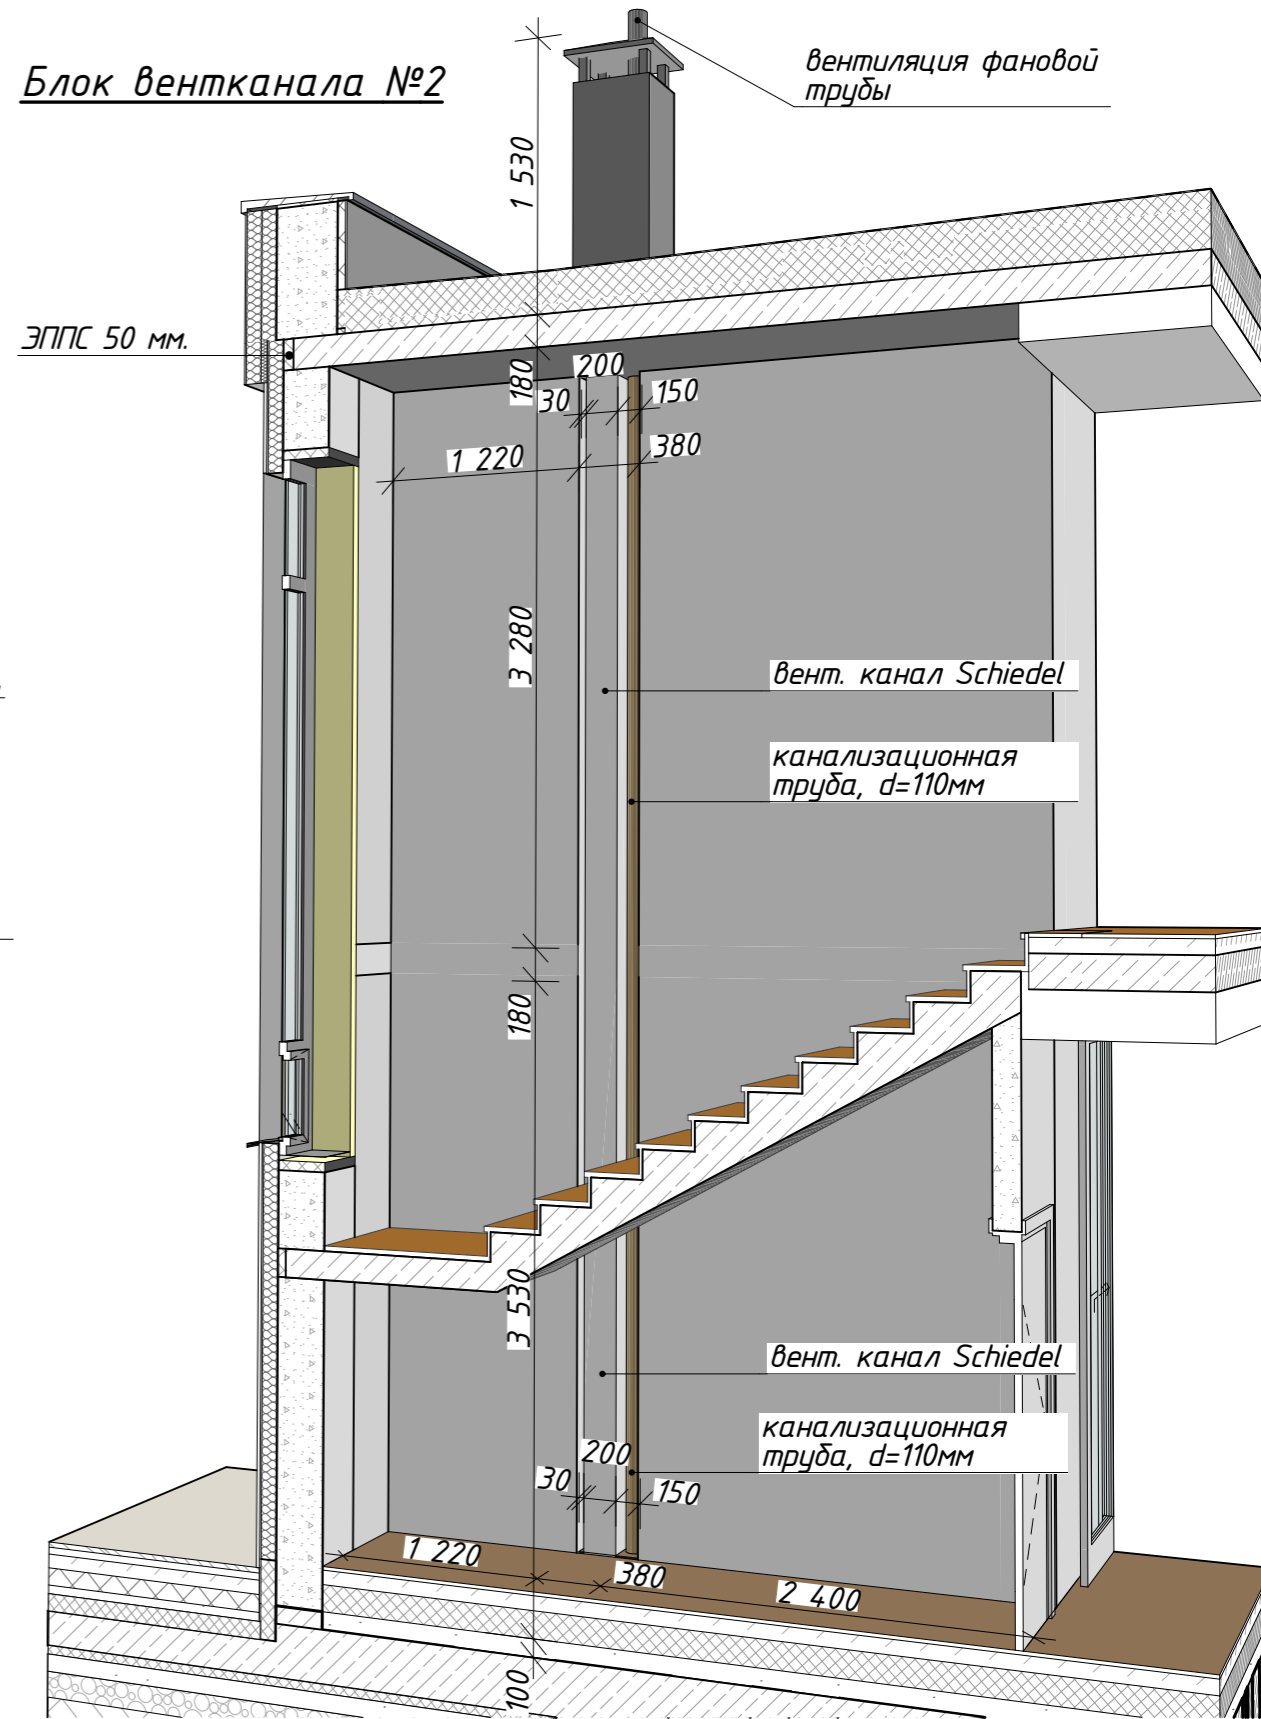 Блок вентканала №2
вентиляция фановой
трубы
1 530
ЭППС 50 мм.
180
200
30
150
1 220
380
3 280
вент. канал Schiedel
канализационная
труба, d=110мм
180
3 530
вент. канал Schiedel
канализационная
труба, d=110мм
200
30
150
1 220
380
2 400
100